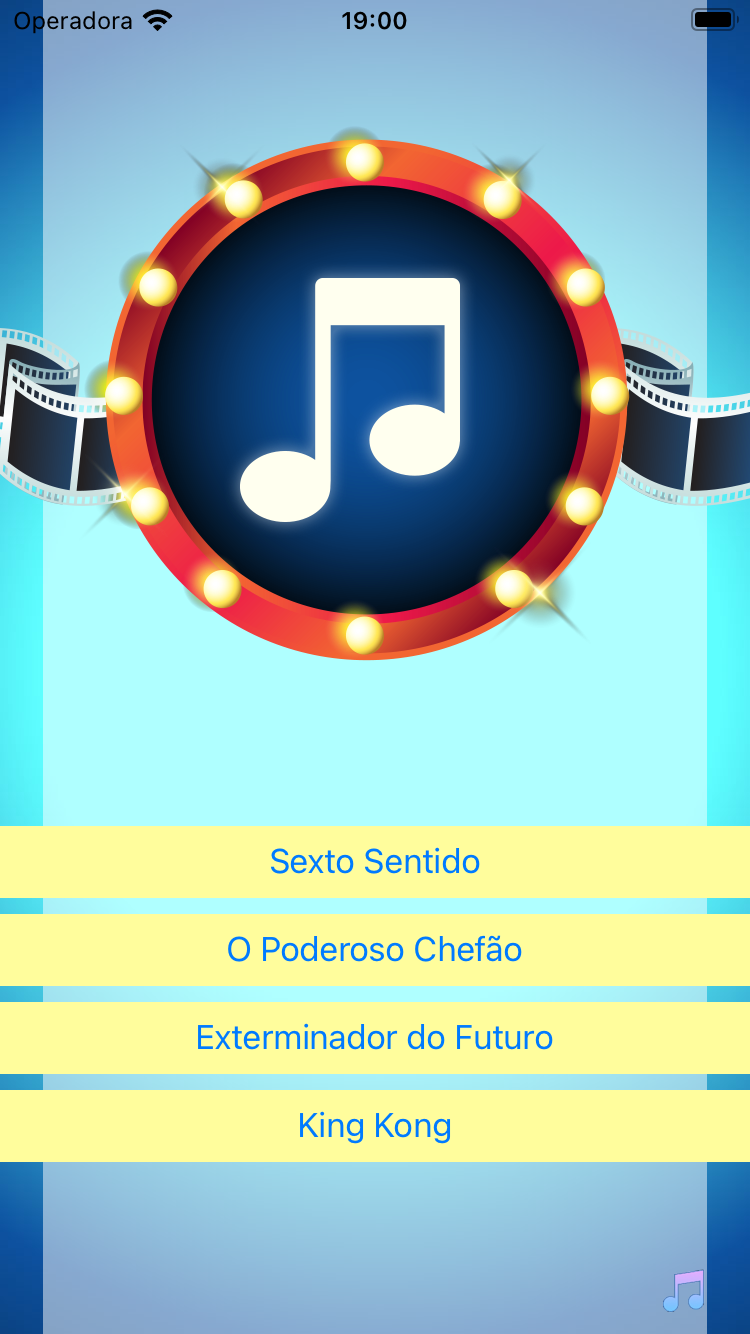 Operadora 19:00
Sexto Sentido
O Poderoso Chefão
Exterminador do Futuro
King Kong